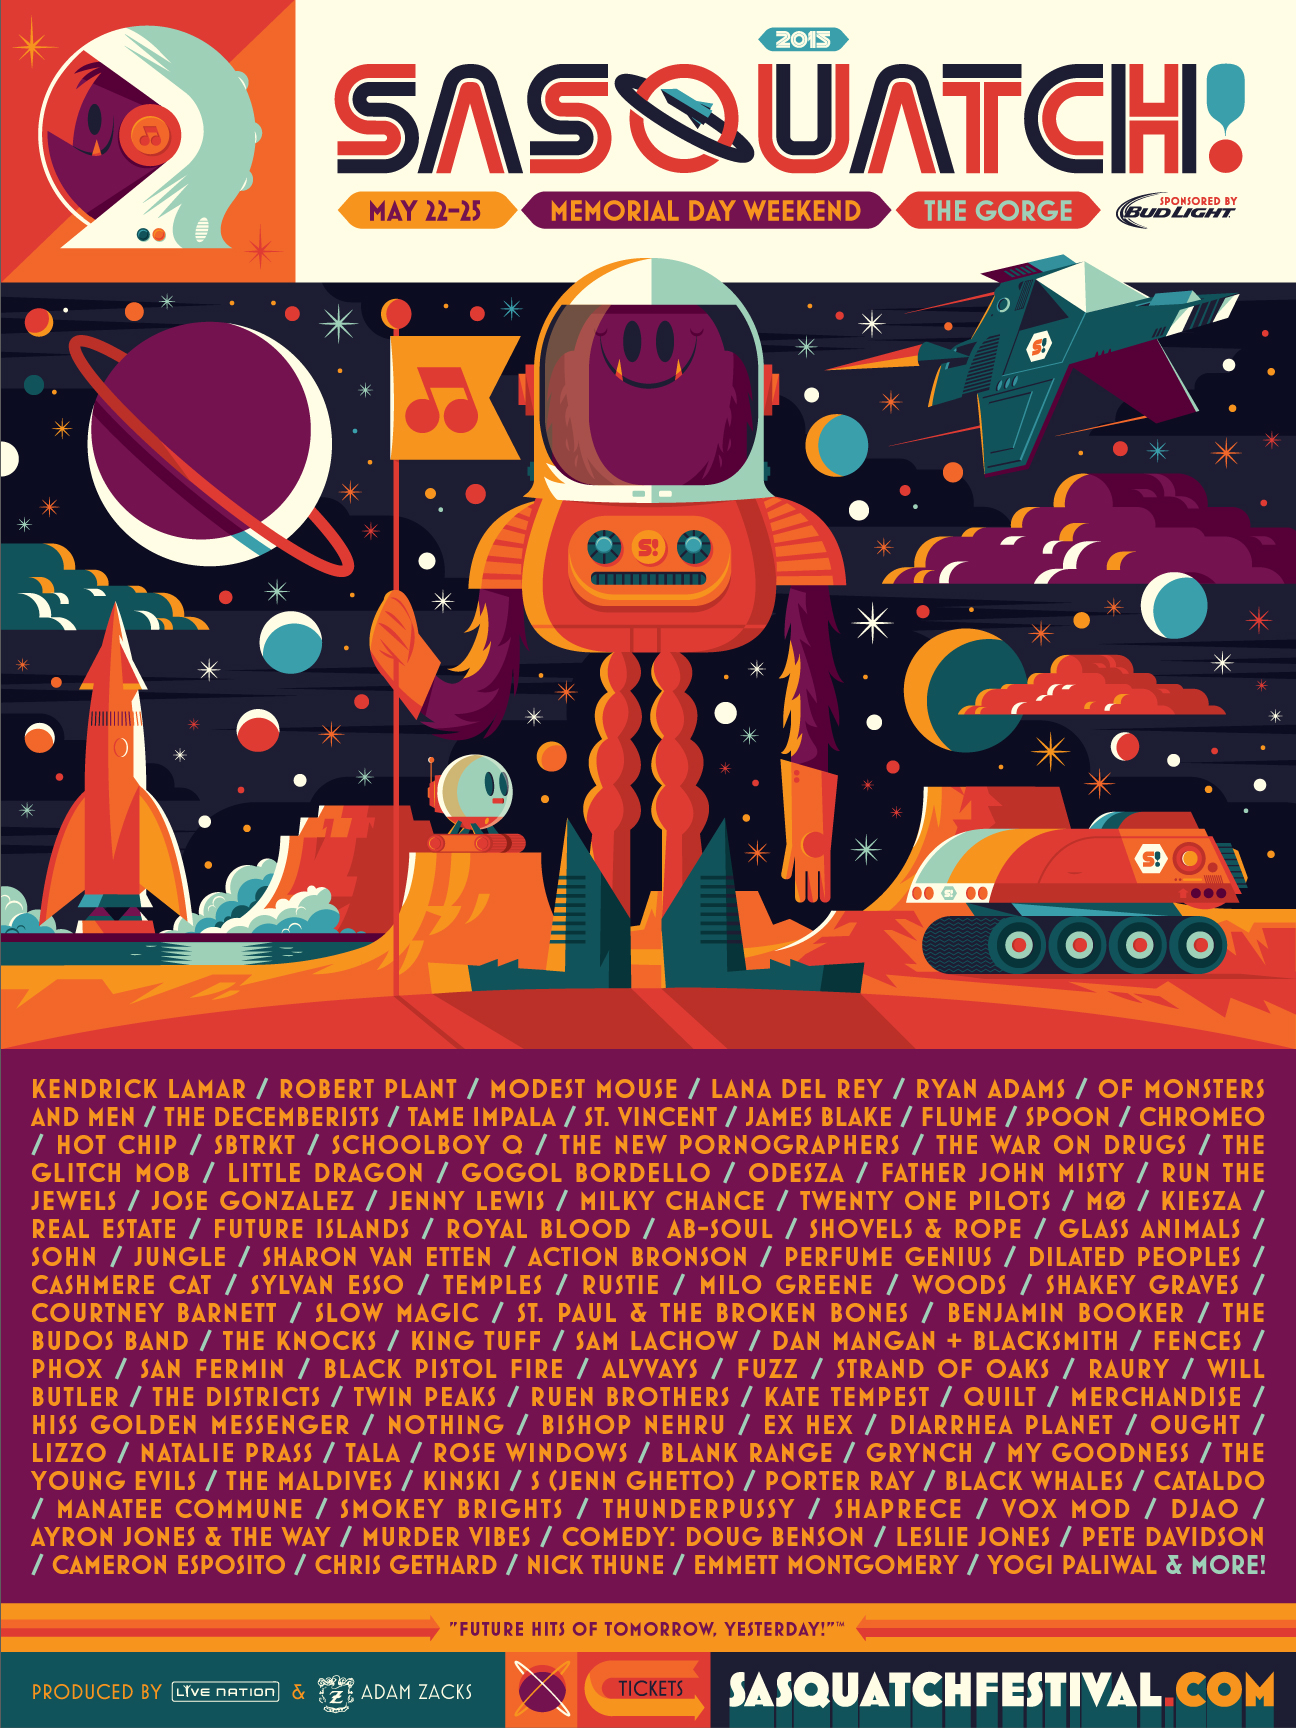 2015
SASQUATCH!
MAY 22-25
MEMORIAL DAY WEEKEND
THE GORGE
SPONSORED BY
BUD LIGHT
S!
S!
S!
S!
KENDRICK LAMAR / ROBERT PLANT / MODEST MOUSE / LANA DEL REY / RYAN ADAMS / OF MONSTERS
AND MEN / THE DECEMBERISTS / TAME IMPALA / ST. VINCENT / JAMES BLAKE / FLUME / SPOON / CHROMEO
/ HOT CHIP / SBTRKT / SCHOOLBOY Q / THE NEW PORNOGRAPHERS / THE WAR ON DRUGS / THE
GLITCH MOB / LITTLE DRAGON / GOGOL BORDELLO / ODESZA / FATHER JOHN MISTY / RUN THE
JEWELS / JOSE GONZALEZ / JENNY LEWIS / MILKY CHANCE / TWENTY ONE PILOTS / MØ / KIESZA /
REAL ESTATE / FUTURE ISLANDS / ROYAL BLOOD / AB-SOUL / SHOVELS & ROPE / GLASS ANIMALS /
SOHN / JUNGLE / SHARON VAN ETTEN / ACTION BRONSON / PERFUME GENIUS / DILATED PEOPLES /
CASHMERE CAT / SYLVAN ESSO / TEMPLES / RUSTIE / MILO GREENE / WOODS / SHAKEY GRAVES /
COURTNEY BARNETT / SLOW MAGIC / ST. PAUL & THE BROKEN BONES / BENJAMIN BOOKER / THE
BUDOS BAND / THE KNOCKS / KING TUFF / SAM LACHOW / DAN MANGAN + BLACKSMITH / FENCES /
PHOX / SAN FERMIN / BLACK PISTOL FIRE / ALVVAYS / FUZZ / STRAND OF OAKS / RAURY / WILL
BUTLER / THE DISTRICTS / TWIN PEAKS / RUEN BROTHERS / KATE TEMPEST / QUILT / MERCHANDISE /
HISS GOLDEN MESSENGER / NOTHING / BISHOP NEHRU / EX HEX / DIARRHEA PLANET / OUGHT /
LIZZO / NATALIE PRASS / TALA / ROSE WINDOWS / BLANK RANGE / GRYNCH / MY GOODNESS / THE
YOUNG EVILS / THE MALDIVES / KINSKI / S (JENN GHETTO) / PORTER RAY / BLACK WHALES / CATALDO
/ MANATEE COMMUNE / SMOKEY BRIGHTS / THUNDERPUSSY / SHAPRECE / VOX MOD / DJAO /
AYRON JONES & THE WAY / MURDER VIBES / COMEDY: DOUG BENSON / LESLIE JONES / PETE DAVIDSON
/ CAMERON ESPOSITO / CHRIS GETHARD / NICK THUNE / EMMETT MONTGOMERY / YOGI PALIWAL & MORE!
"FUTURE HITS OF TOMORROW, YESTERDAY!"™
PRODUCED BY LIVE NATION & Z ADAM ZACKS
TICKETS
SASQUATCHFESTIVAL.COM